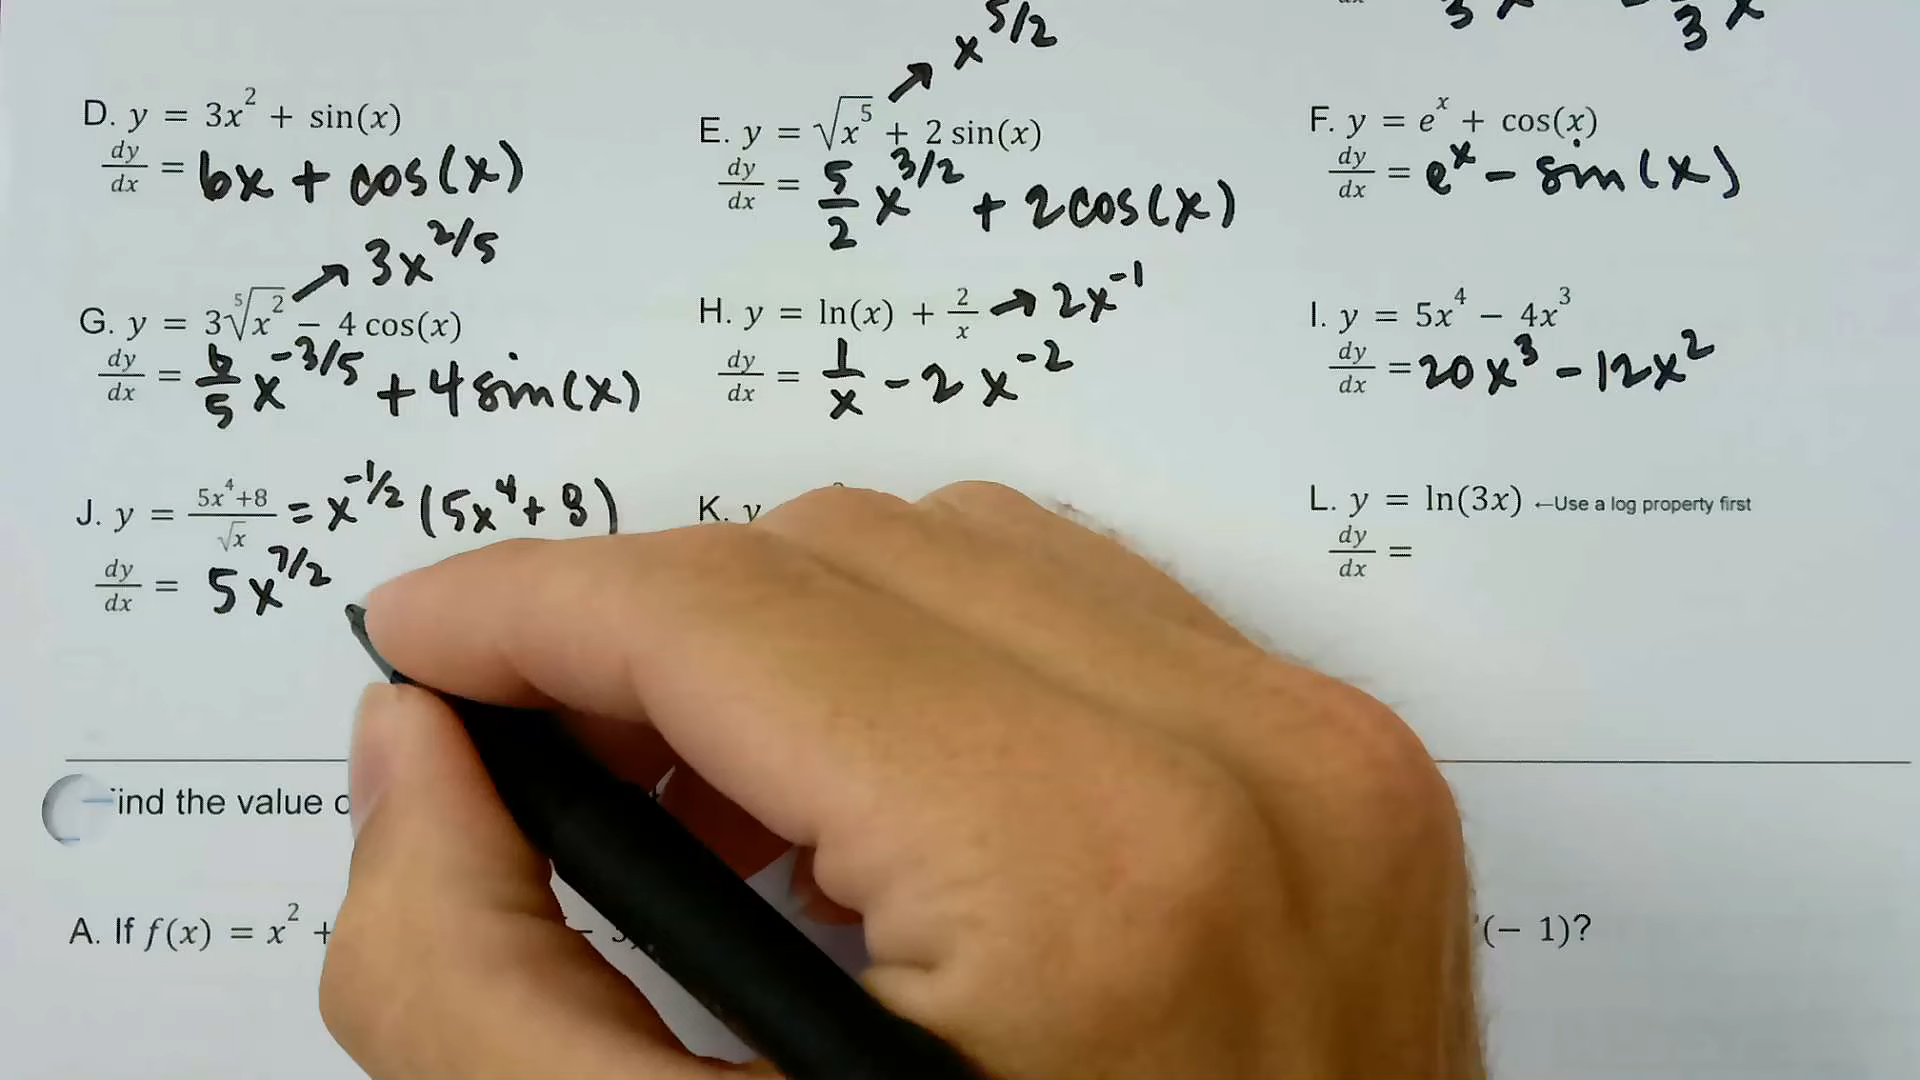 x^{5/2}
3 x 3 x
D. y = 3x^2 + sin(x)
dy/dx = 6x + cos(x)
E. y = √x^5 + 2 sin(x)
dy/dx = 5/2 x^{3/2} + 2cos(x)
F. y = e^x + cos(x)
dy/dx = e^x - sin(x)
→ 3x^{2/5}
G. y = 3 ⁵√x^2 − 4 cos(x)
dy/dx = 6/5 x^{-3/5} + 4 sin(x)
H. y = ln(x) + 2/x → 2x^{-1}
dy/dx = 1/x - 2x^{-2}
I. y = 5x^4 − 4x^3
dy/dx = 20x^3 - 12x^2
J. y = 5x^4+8/√x = x^{-1/2} (5x^4 + 8)
dy/dx = 5x^{7/2}
K. y
L. y = ln(3x) ←Use a log property first
dy/dx =
ind the value
A. If f(x) = x^2 +
(− 1)?